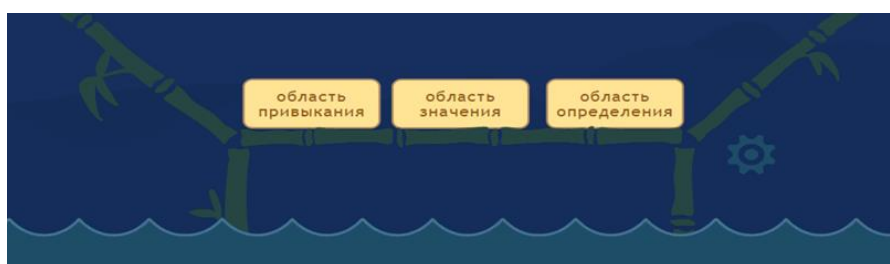 область
привыкания
область
значения
область
определения